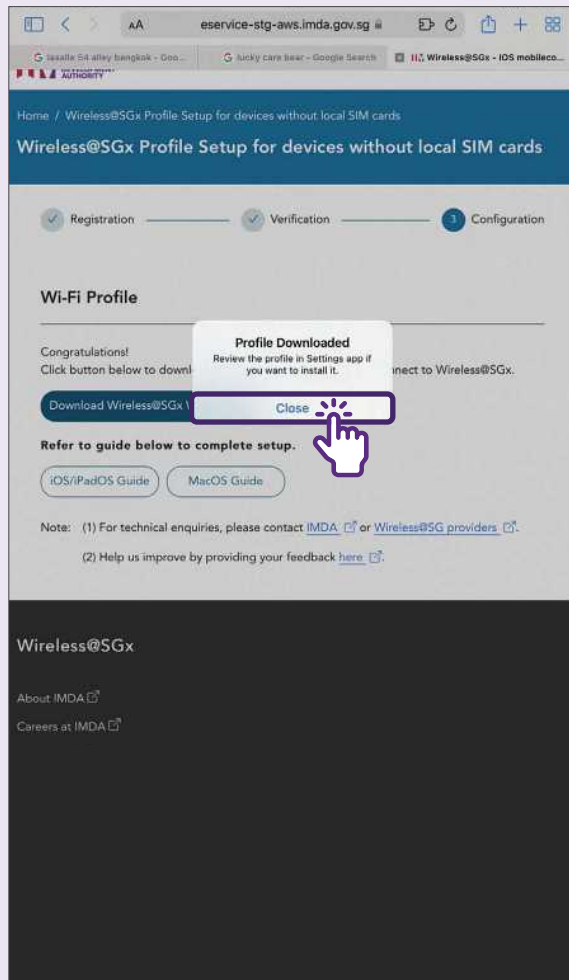 AA
eservice-stg-aws.imda.gov.sg
lasalle 54 alley bangkok - Goo...
lucky care bear - Google Search
Wireless@SGx - IOS mobileco...
AUTHORITY
Home / Wireless@SGx Profile Setup for devices without local SIM cards
Wireless@SGx Profile Setup for devices without local SIM cards
Registration
Verification
3 Configuration
Wi-Fi Profile
Congratulations!
Click button below to downl
nnect to Wireless@SGx.
Profile Downloaded
Review the profile in Settings app if
you want to install it.
Close
Download Wireless@SGx
Refer to guide below to complete setup.
iOS/iPadOS Guide
MacOS Guide
Note: (1) For technical enquiries, please contact IMDA or Wireless@SG providers.
(2) Help us improve by providing your feedback here.
Wireless@SGx
About IMDA
Careers at IMDA